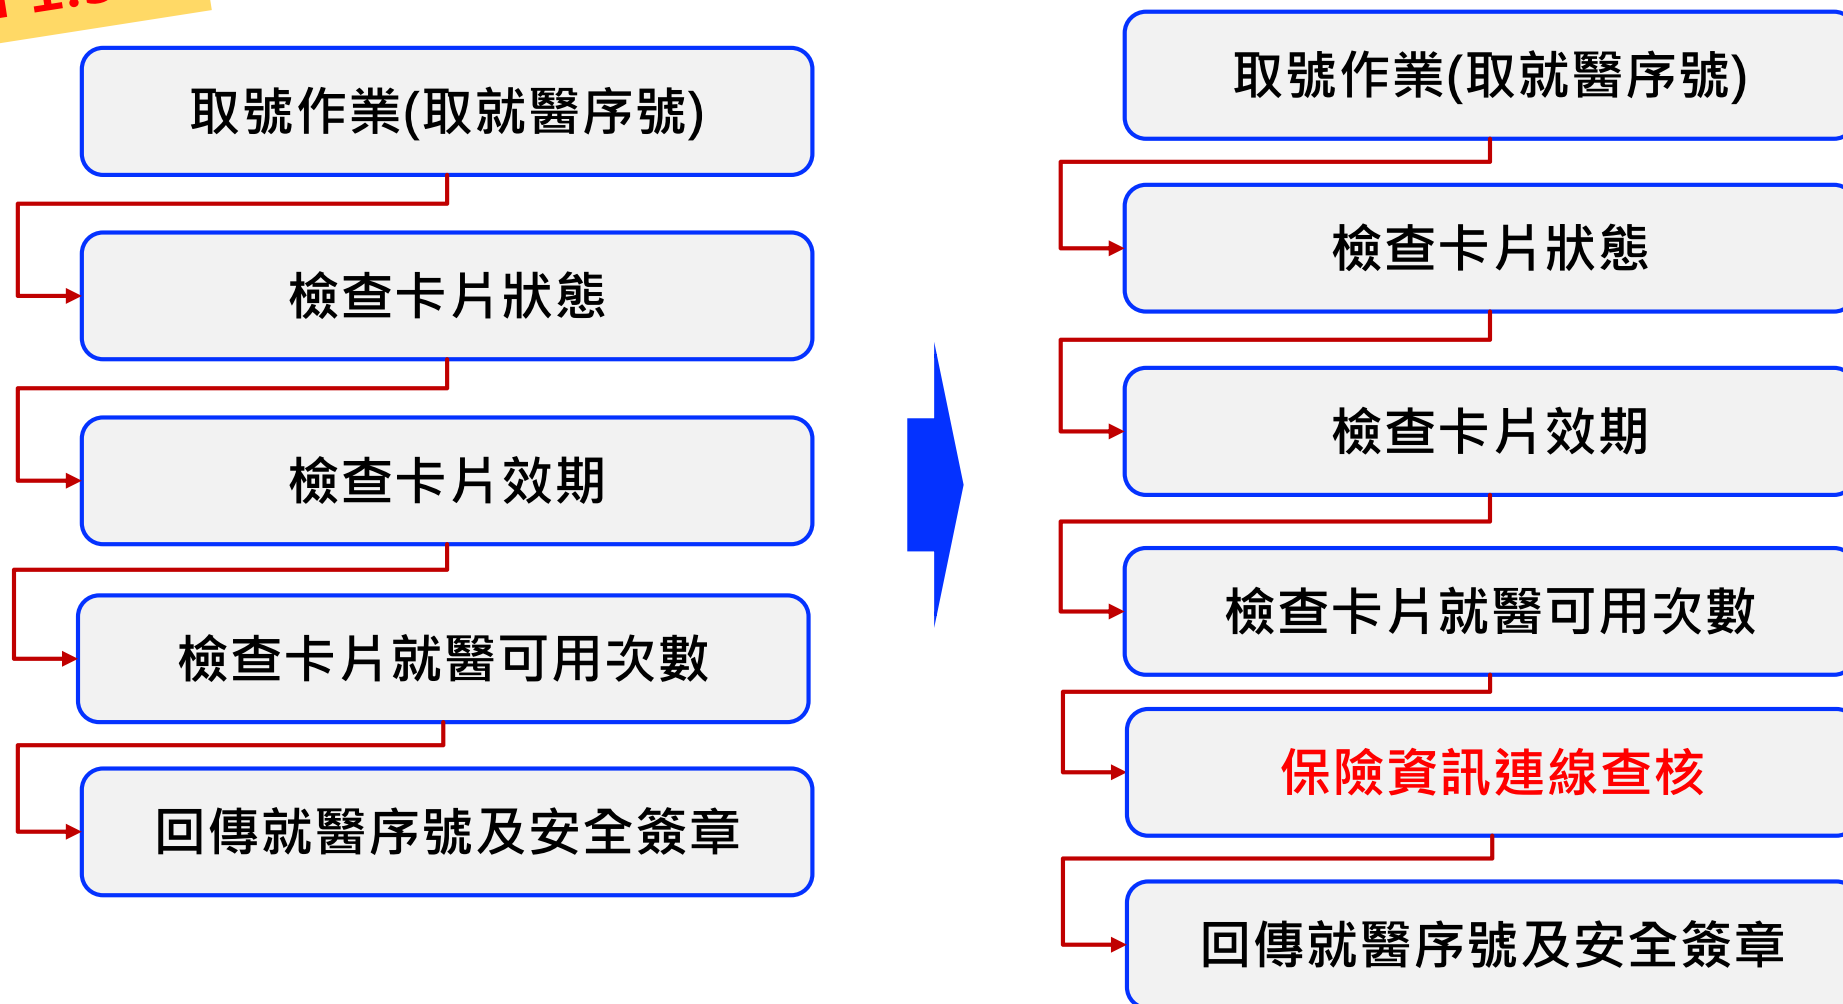 取號作業(取就醫序號)
檢查卡片狀態
檢查卡片效期
檢查卡片就醫可用次數
回傳就醫序號及安全簽章
取號作業(取就醫序號)
檢查卡片狀態
檢查卡片效期
檢查卡片就醫可用次數
保險資訊連線查核
回傳就醫序號及安全簽章